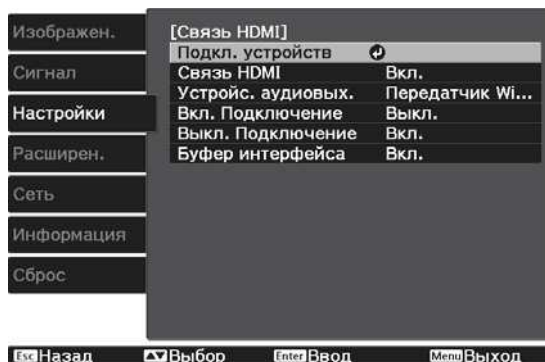 Изображен.
Сигнал
Настройки
Расширен.
Сеть
Информация
Сброс
[Связь HDMI]
Подкл. устройств
Связь HDMI Вкл.
Устройс. аудиовых. Передатчик Wi...
Вкл. Подключение Выкл.
Выкл. Подключение Вкл.
Буфер интерфейса Вкл.
Esc Назад Выбор Enter Ввод Menu Выход